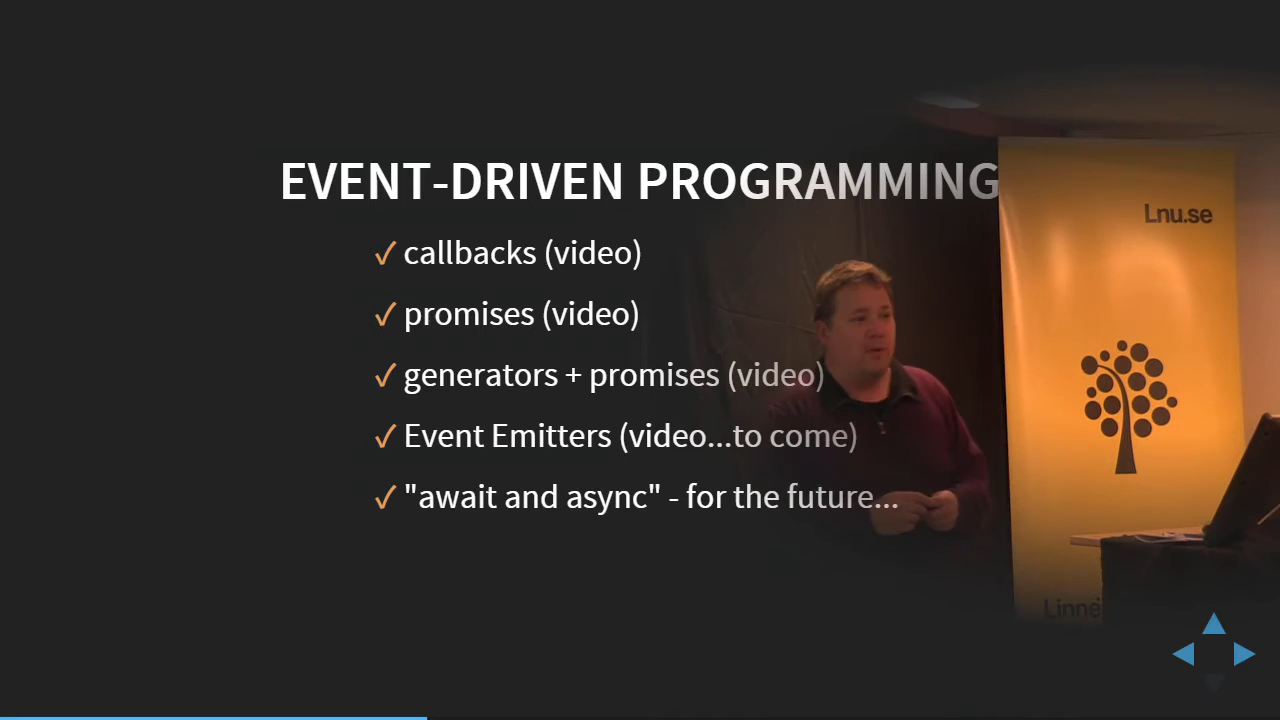 EVENT-DRIVEN PROGRAMMING
Lnu.se
✓ callbacks (video)
✓ promises (video)
✓ generators + promises (video)
✓ Event Emitters (video...to come)
✓ "await and async" - for the future...
Linné